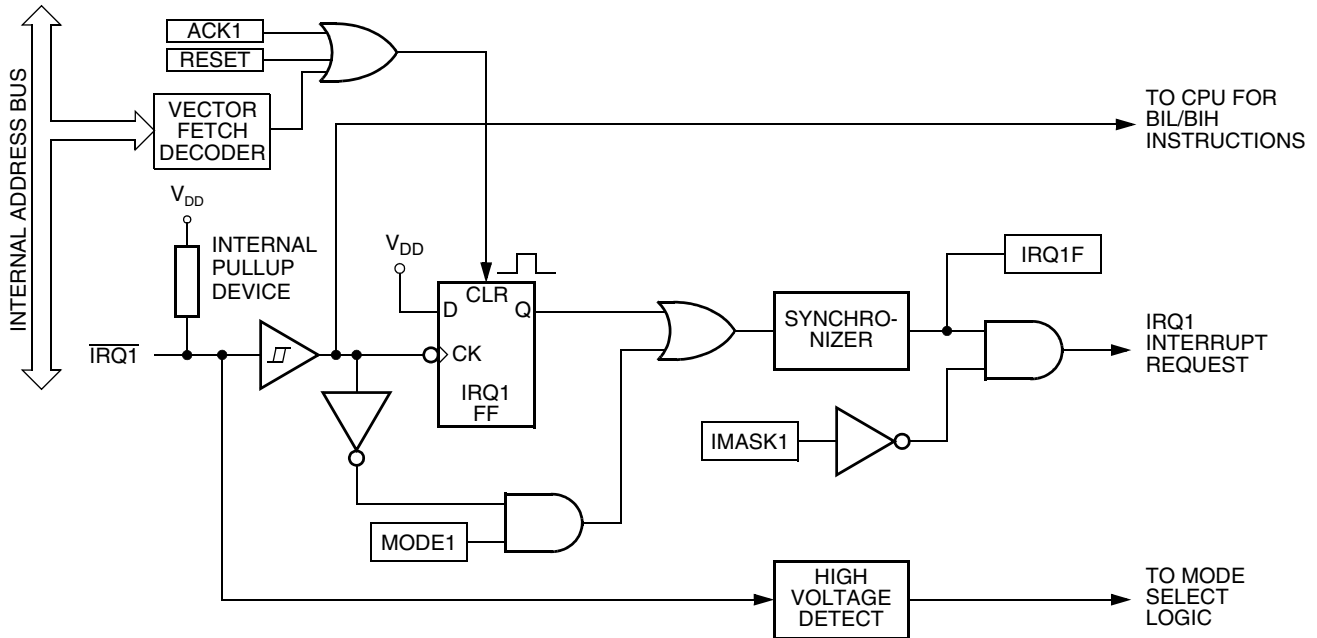 INTERNAL ADDRESS BUS
ACK1
RESET
VECTOR
FETCH
DECODER
TO CPU FOR
BIL/BIH
INSTRUCTIONS
VDD
INTERNAL
PULLUP
DEVICE
VDD
IRQ1
D
CLR
Q
CK
IRQ1
FF
SYNCHRO-
NIZER
IRQ1F
IRQ1
INTERRUPT
REQUEST
IMASK1
MODE1
HIGH
VOLTAGE
DETECT
TO MODE
SELECT
LOGIC